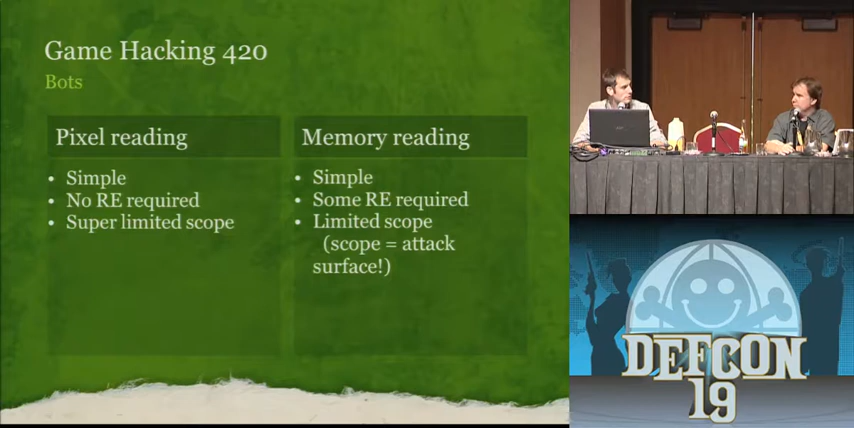 Game Hacking 420
Bots
Pixel reading
• Simple
• No RE required
• Super limited scope
Memory reading
• Simple
• Some RE required
• Limited scope
(scope = attack
surface!)
DEFCON
19